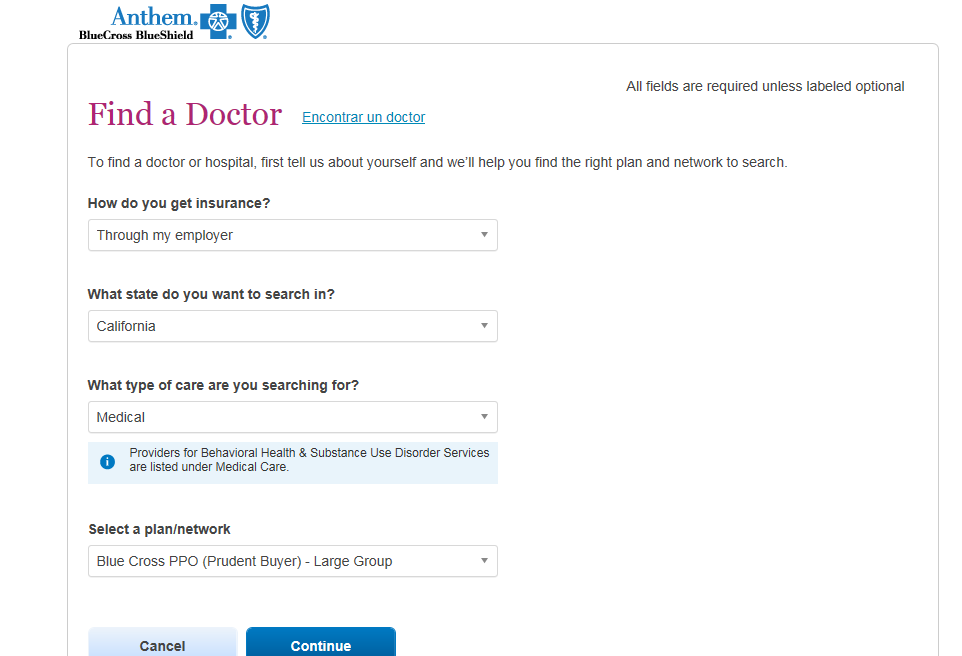 Anthem.
BlueCross BlueShield
All fields are required unless labeled optional
Find a Doctor Encontrar un doctor
To find a doctor or hospital, first tell us about yourself and we'll help you find the right plan and network to search.
How do you get insurance?
Through my employer
What state do you want to search in?
California
What type of care are you searching for?
Medical
Providers for Behavioral Health & Substance Use Disorder Services
are listed under Medical Care.
Select a plan/network
Blue Cross PPO (Prudent Buyer) - Large Group
Cancel Continue